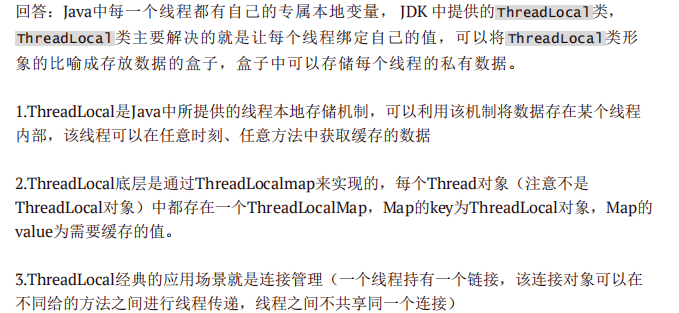 回答：Java中每一个线程都有自己的专属本地变量， JDK 中提供的ThreadLocal类，
ThreadLocal类主要解决的就是让每个线程绑定自己的值，可以将ThreadLocal类形
象的比喻成存放数据的盒子，盒子中可以存储每个线程的私有数据。
1.ThreadLocal是Java中所提供的线程本地存储机制，可以利用该机制将数据存在某个线程
内部，该线程可以在任意时刻、任意方法中获取缓存的数据
2.ThreadLocal底层是通过ThreadLocalmap来实现的，每个Thread对象（注意不是
ThreadLocal对象）中都存在一个ThreadLocalMap，Map的key为ThreadLocal对象，Map的
value为需要缓存的值。
3.ThreadLocal经典的应用场景就是连接管理（一个线程持有一个链接，该连接对象可以在
不同给的方法之间进行线程传递，线程之间不共享同一个连接）